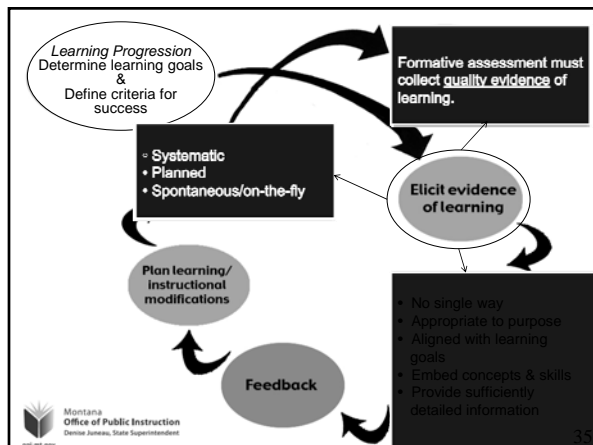 Learning Progression
Determine learning goals
&
Define criteria for
success
Formative assessment must
collect quality evidence of
learning.
• Systematic
• Planned
• Spontaneous/on-the-fly
Elicit evidence
of learning
Plan learning/
instructional
modifications
• No single way
• Appropriate to purpose
• Aligned with learning
goals
• Embed concepts & skills
• Provide sufficiently
detailed information
Feedback
Montana
Office of Public Instruction
Denise Juneau, State Superintendent
35